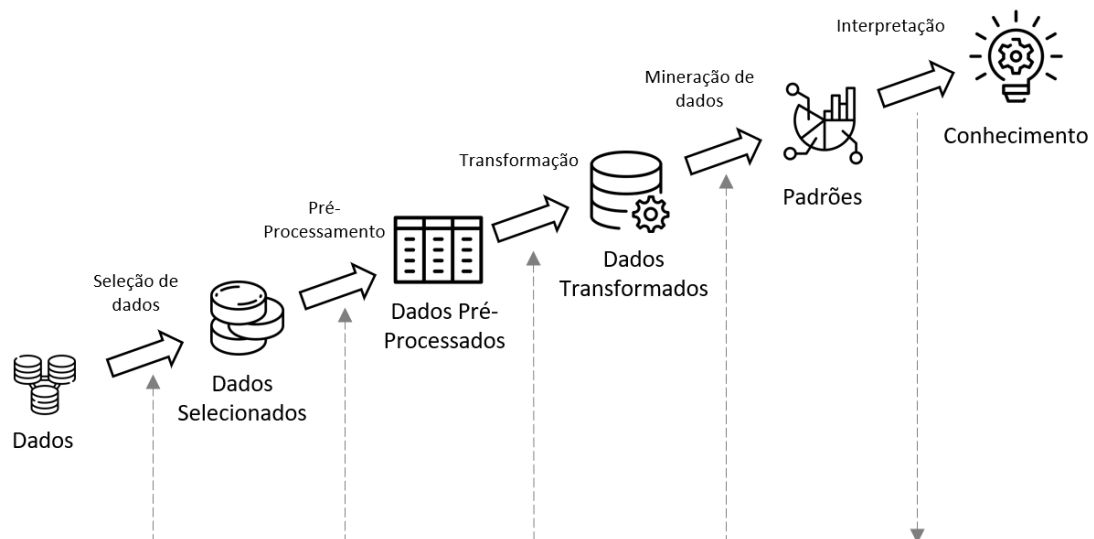 Dados
Seleção de
dados
Dados
Selecionados
Pré-
Processamento
Dados Pré-
Processados
Transformação
Dados
Transformados
Mineração de
dados
Padrões
Interpretação
Conhecimento